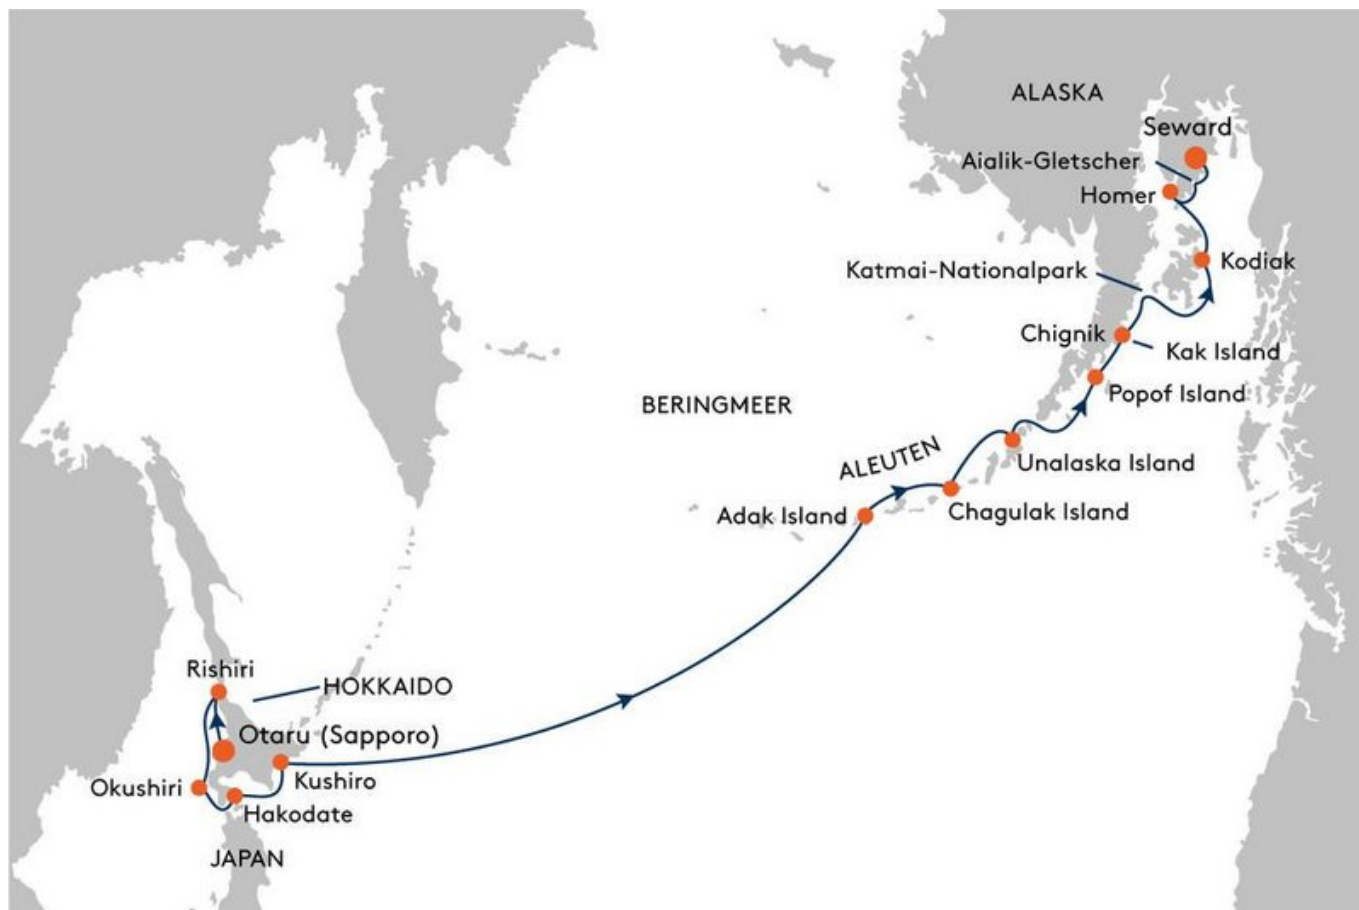 ALASKA
Seward
Aialik-Gletscher
Homer
Kodiak
Katmai-Nationalpark
Chignik
Kak Island
Popof Island
BERINGMEER
ALEUTEN
Unalaska Island
Adak Island
Chagulak Island
Rishiri
HOKKAIDO
Otaru (Sapporo)
Kushiro
Okushiri
Hakodate
JAPAN